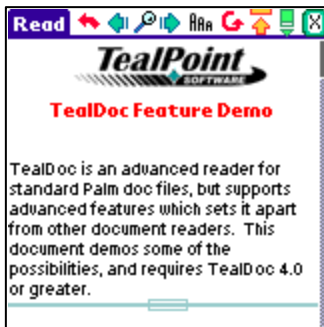 Read AAA
TealPoint
SOFTWARE
TealDoc Feature Demo
TealDoc is an advanced reader for
standard Palm doc files, but supports
advanced features which sets it apart
from other document readers. This
document demos some of the
possibilities, and requires TealDoc 4.0
or greater.